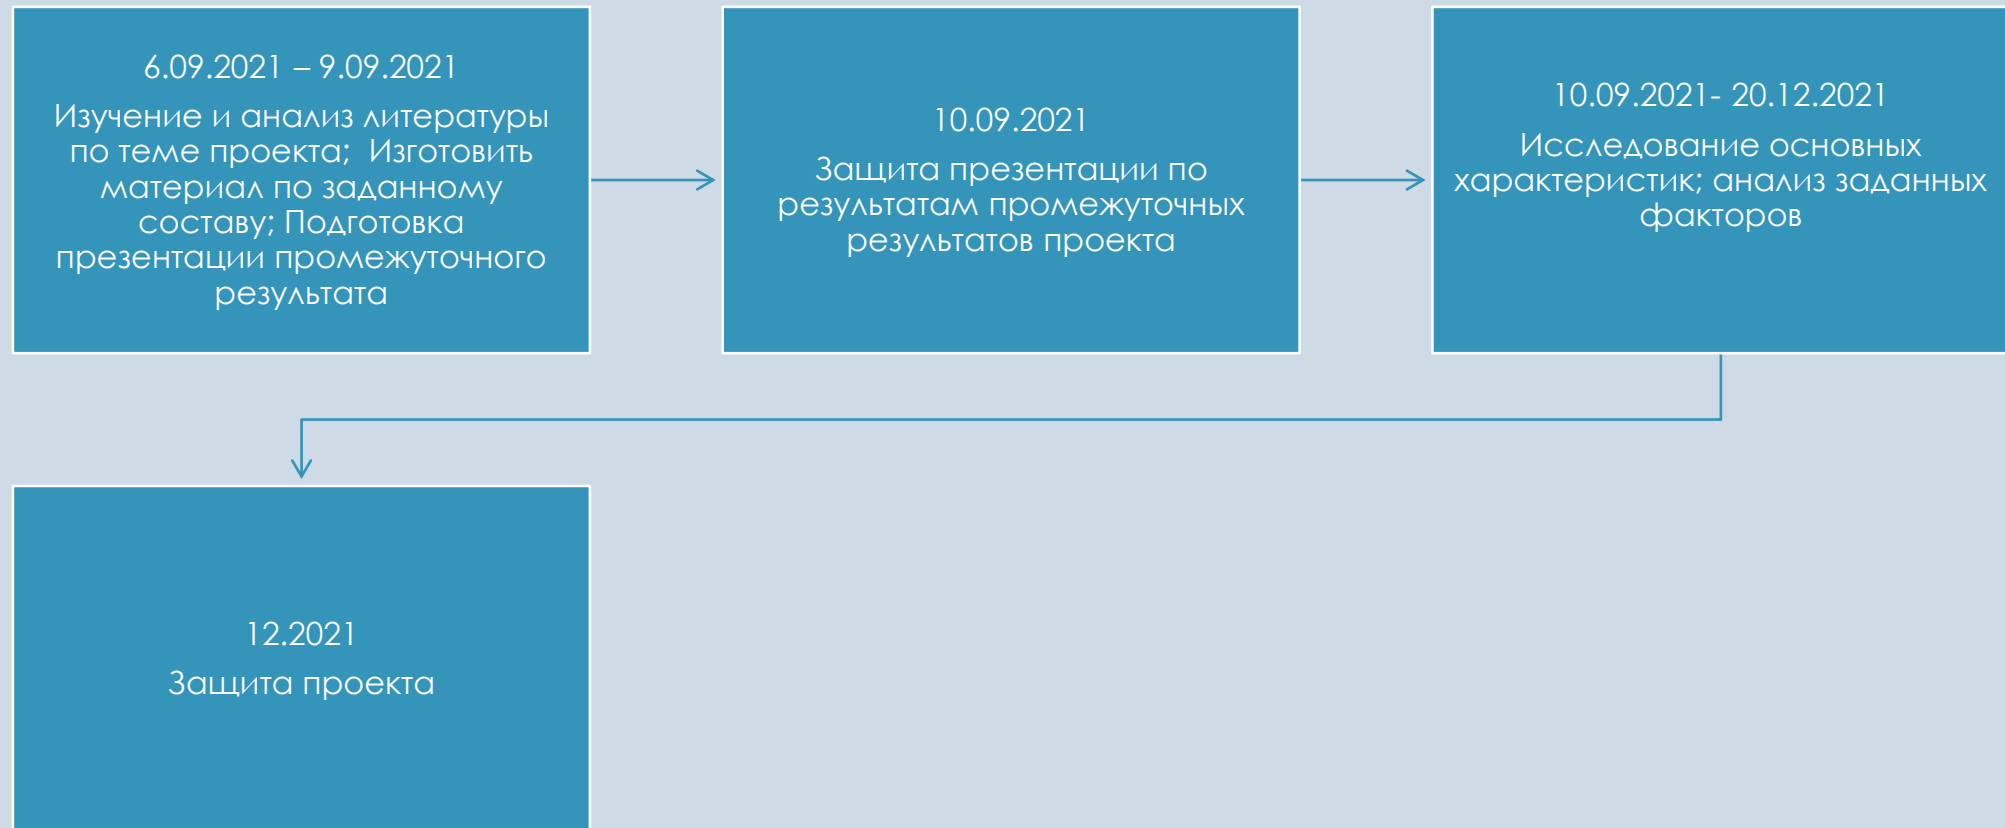 6.09.2021 – 9.09.2021
Изучение и анализ литературы
по теме проекта;  Изготовить
материал по заданному
составу; Подготовка
презентации промежуточного
результата
10.09.2021
Защита презентации по
результатам промежуточных
результатов проекта
10.09.2021- 20.12.2021
Исследование основных
характеристик; анализ заданных
факторов
12.2021
Защита проекта